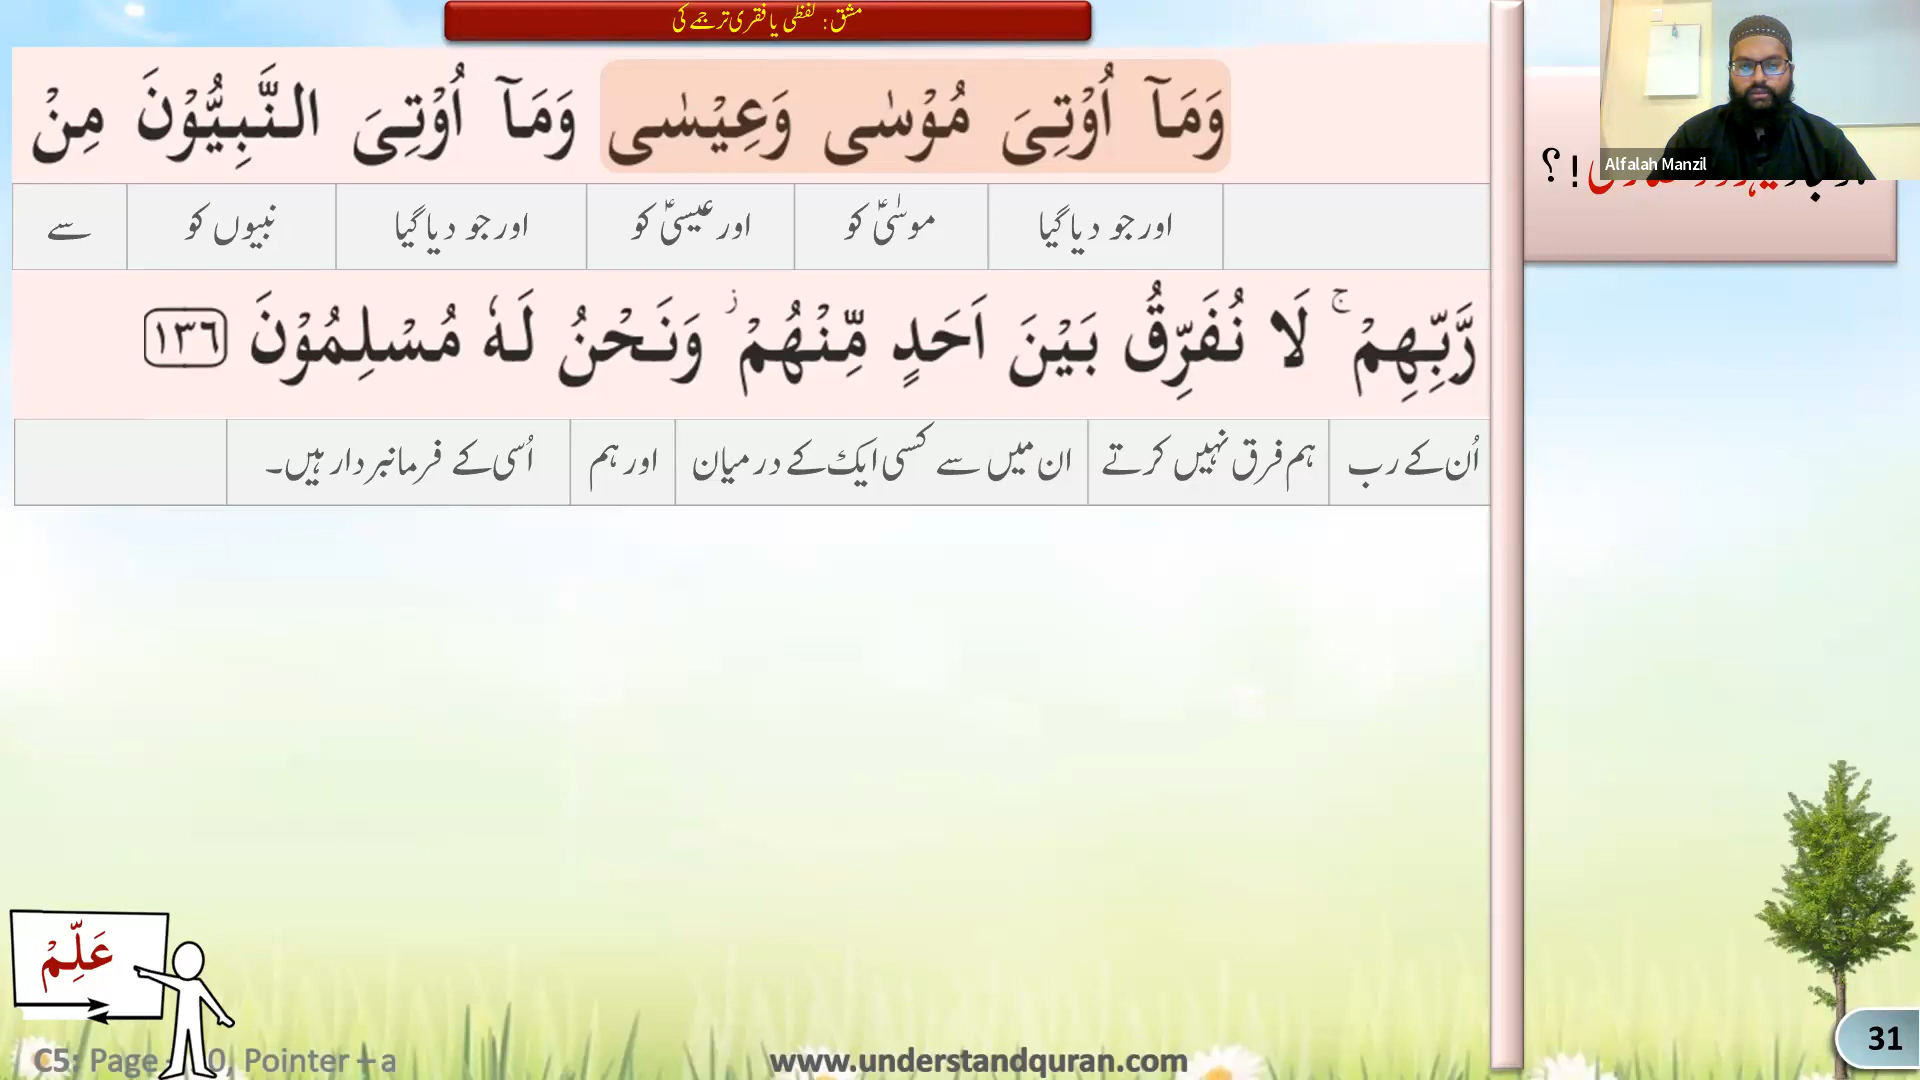 مشق: لفظی یا فقری ترجمے کی
وَمَآ اُوْتِيَ مُوْسٰى وَعِيْسٰى وَمَآ اُوْتِيَ النَّبِيُّوْنَ مِنْ
اور جو دیا گیا موسٰیؑ کو اور عیسیؑ کو اور جو دیا گیا نبیوں کو سے
رَّبِّهِمْ ۚ لَا نُفَرِّقُ بَيْنَ اَحَدٍ مِّنْهُمْ ۡ وَنَحْنُ لَهٗ مُسْلِمُوْنَ ١٣٦
اُن کے رب ہم فرق نہیں کرتے ان میں سے کسی ایک کے درمیان اور ہم اُسی کے فرمانبردار ہیں۔
Alfalah Manzil
!؟
عَلِّمْ
C5: Page 0, Pointer + a
www.understandquran.com
31